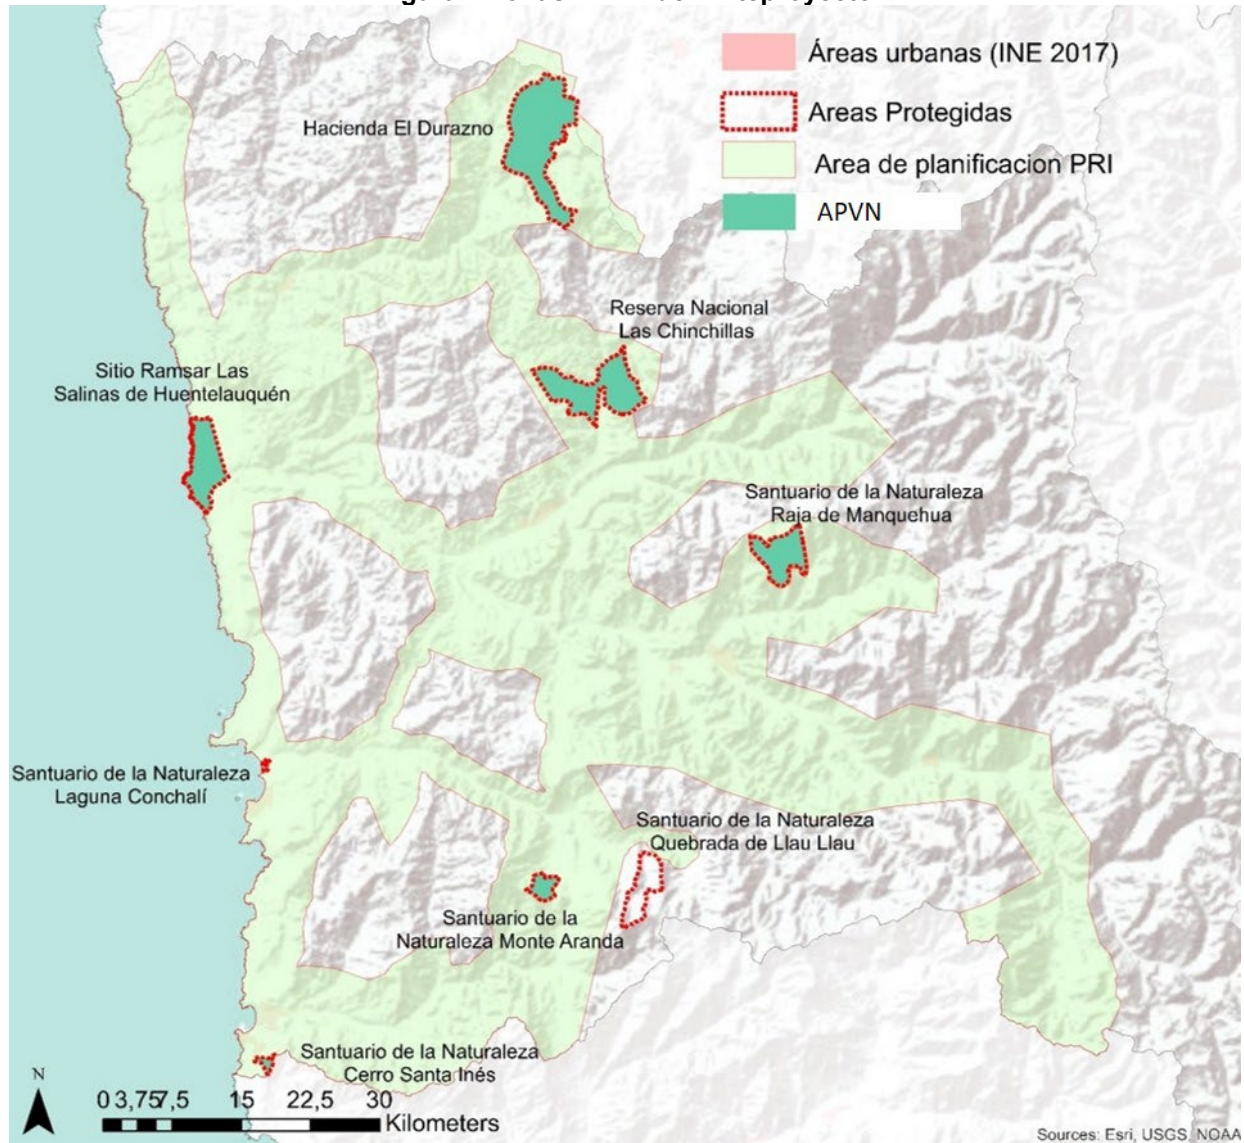 Áreas urbanas (INE 2017)
Areas Protegidas
Area de planificacion PRI
APVN
Hacienda El Durazno
Reserva Nacional
Las Chinchillas
Sitio Ramsar Las
Salinas de Huentelauquén
Santuario de la Naturaleza
Raja de Manquehua
Santuario de la Naturaleza
Laguna Conchalí
Santuario de la Naturaleza
Quebrada de Llau Llau
Santuario de la
Naturaleza Monte Aranda
Santuario de la Naturaleza
Cerro Santa Inés
N
0 3,75 7,5 15 22,5 30
Kilometers
Sources: Esri, USGS, NOAA